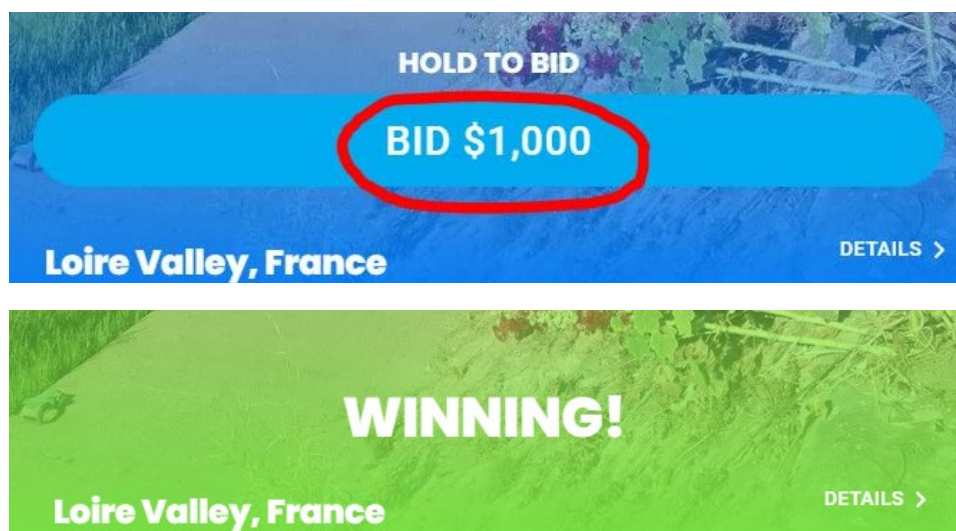 HOLD TO BID
BID $1,000
Loire Valley, France
DETAILS >
WINNING!
Loire Valley, France
DETAILS >